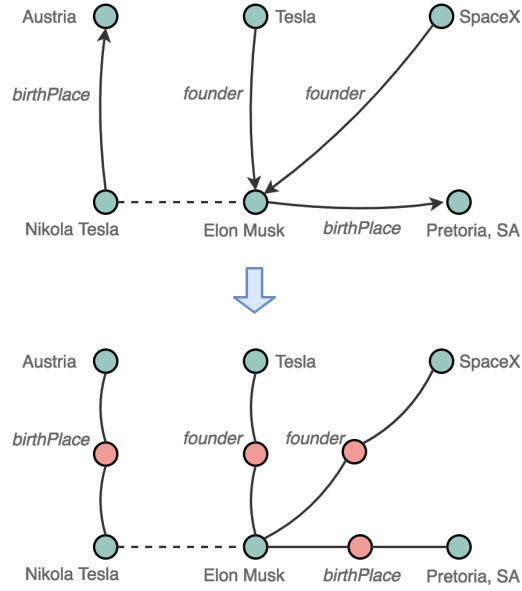 Austria
Tesla
SpaceX
birthPlace
founder
founder
Nikola Tesla
Elon Musk
birthPlace
Pretoria, SA
Austria
Tesla
SpaceX
birthPlace
founder
founder
Nikola Tesla
Elon Musk
birthPlace
Pretoria, SA